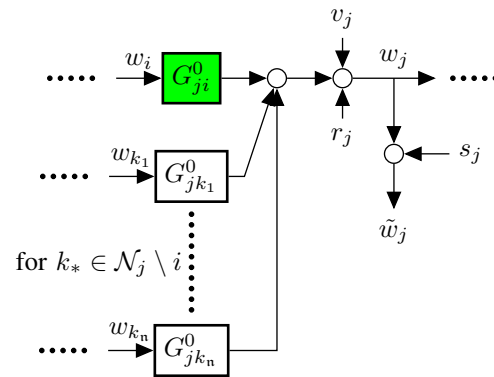 v_j
w_i G^0_{ji} w_j
r_j
w_{k_1} G^0_{jk_1} s_j
w̃_j
for k_* ∈ 𝒩_j \ i
w_{k_n} G^0_{jk_n}